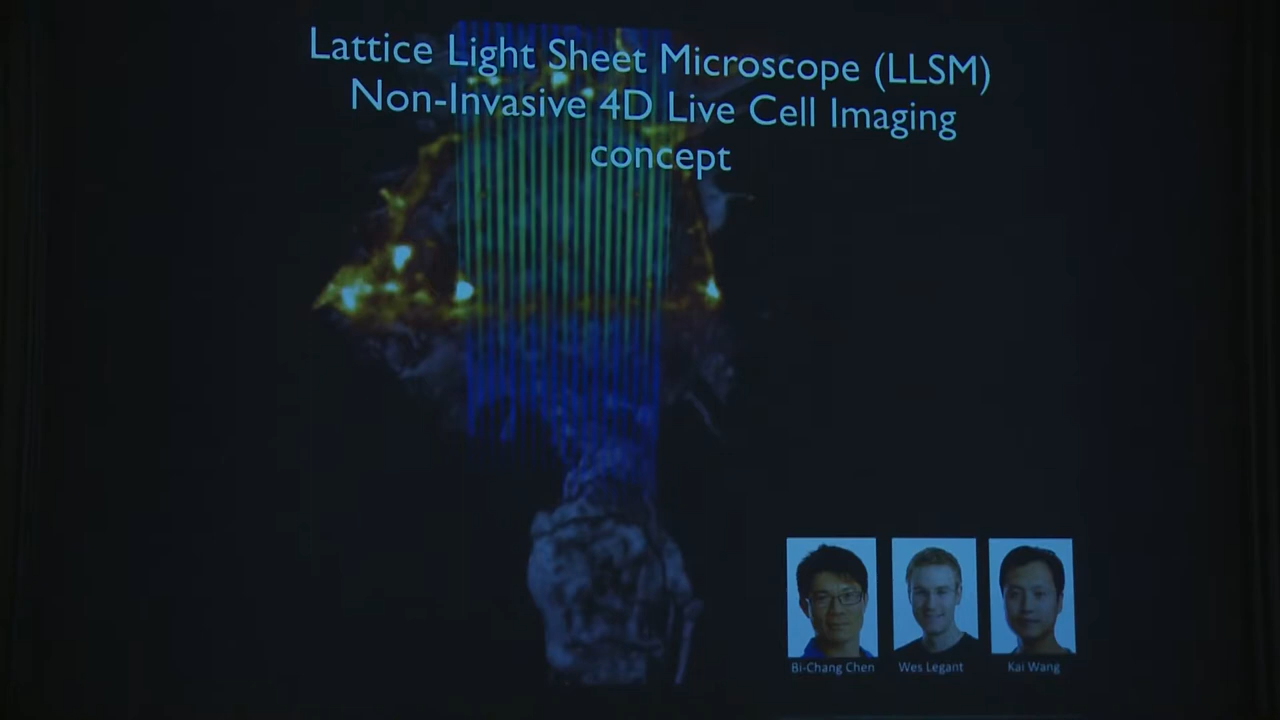 Lattice Light Sheet Microscope (LLSM)
Non-Invasive 4D Live Cell Imaging
concept
Bi-Chang Chen
Wes Legant
Kai Wang